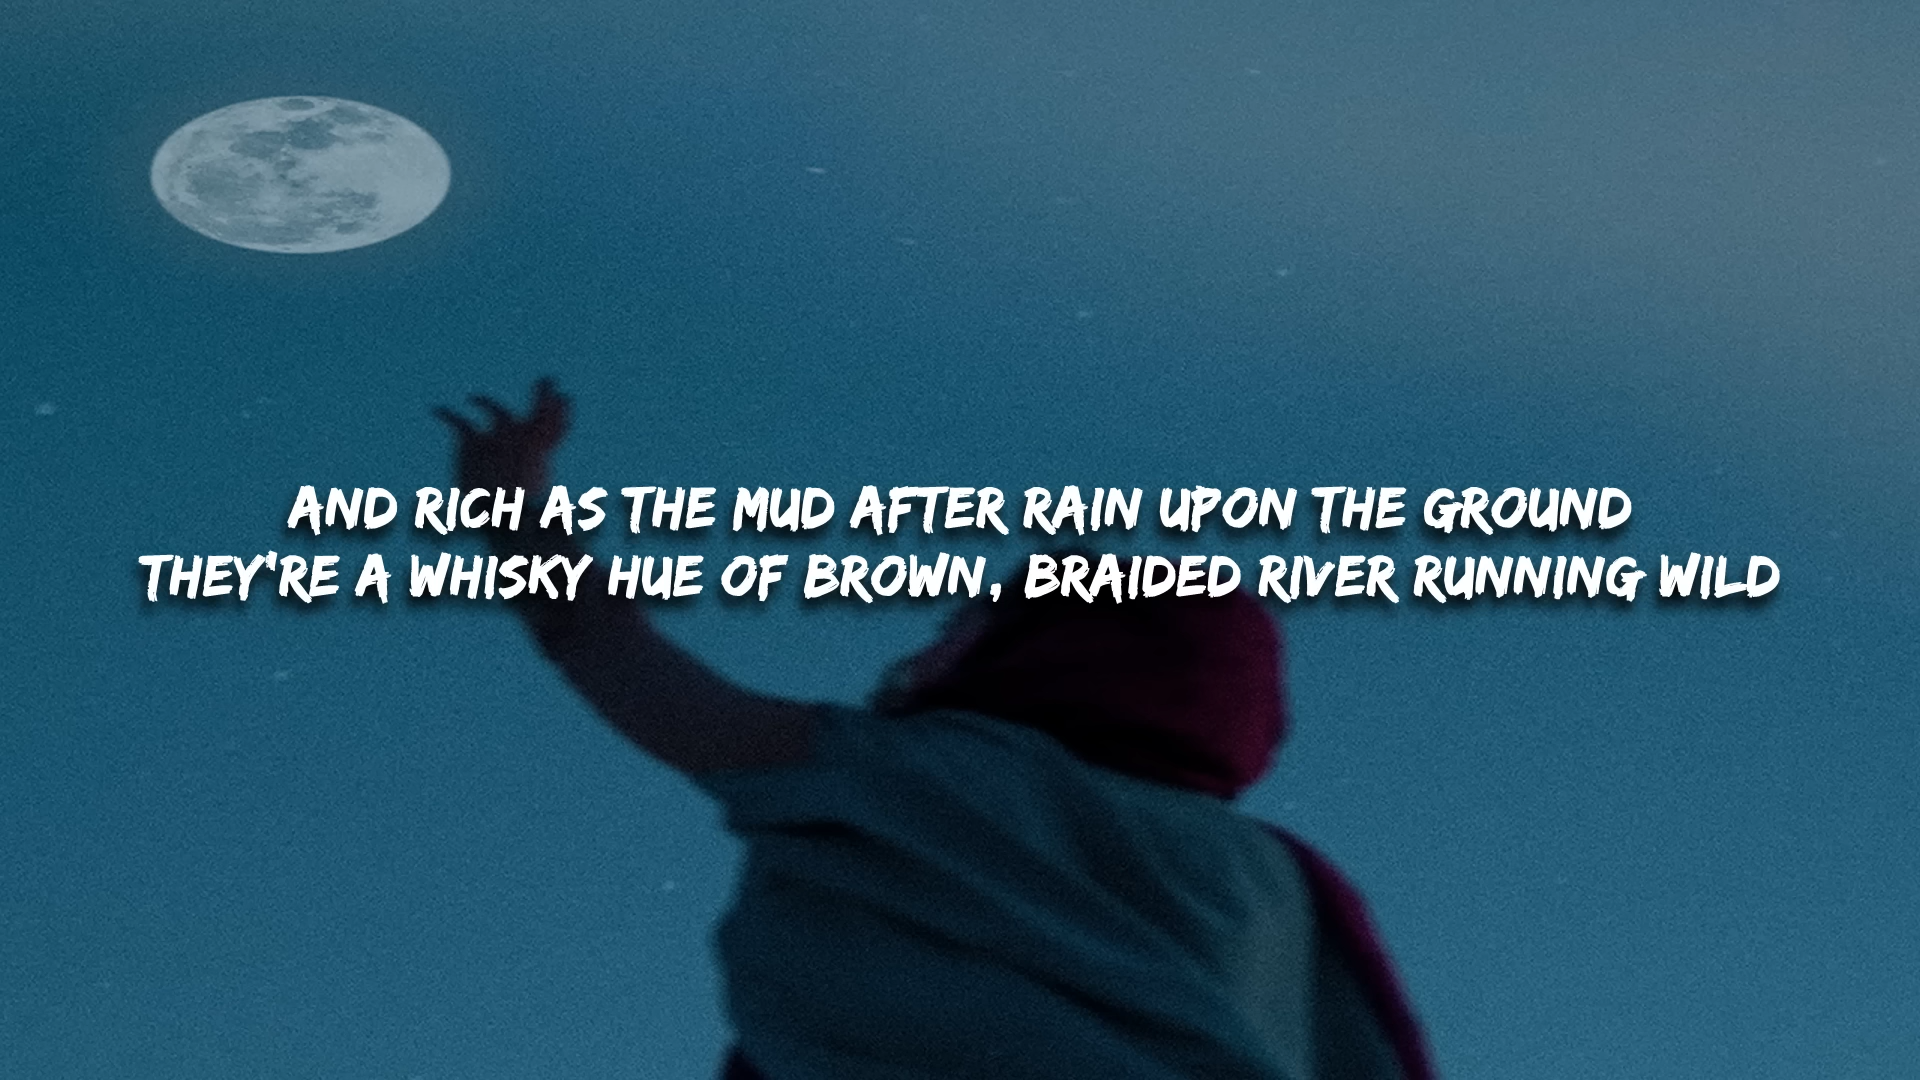 AND RICH AS THE MUD AFTER RAIN UPON THE GROUND
THEY'RE A WHISKY HUE OF BROWN, BRAIDED RIVER RUNNING WILD